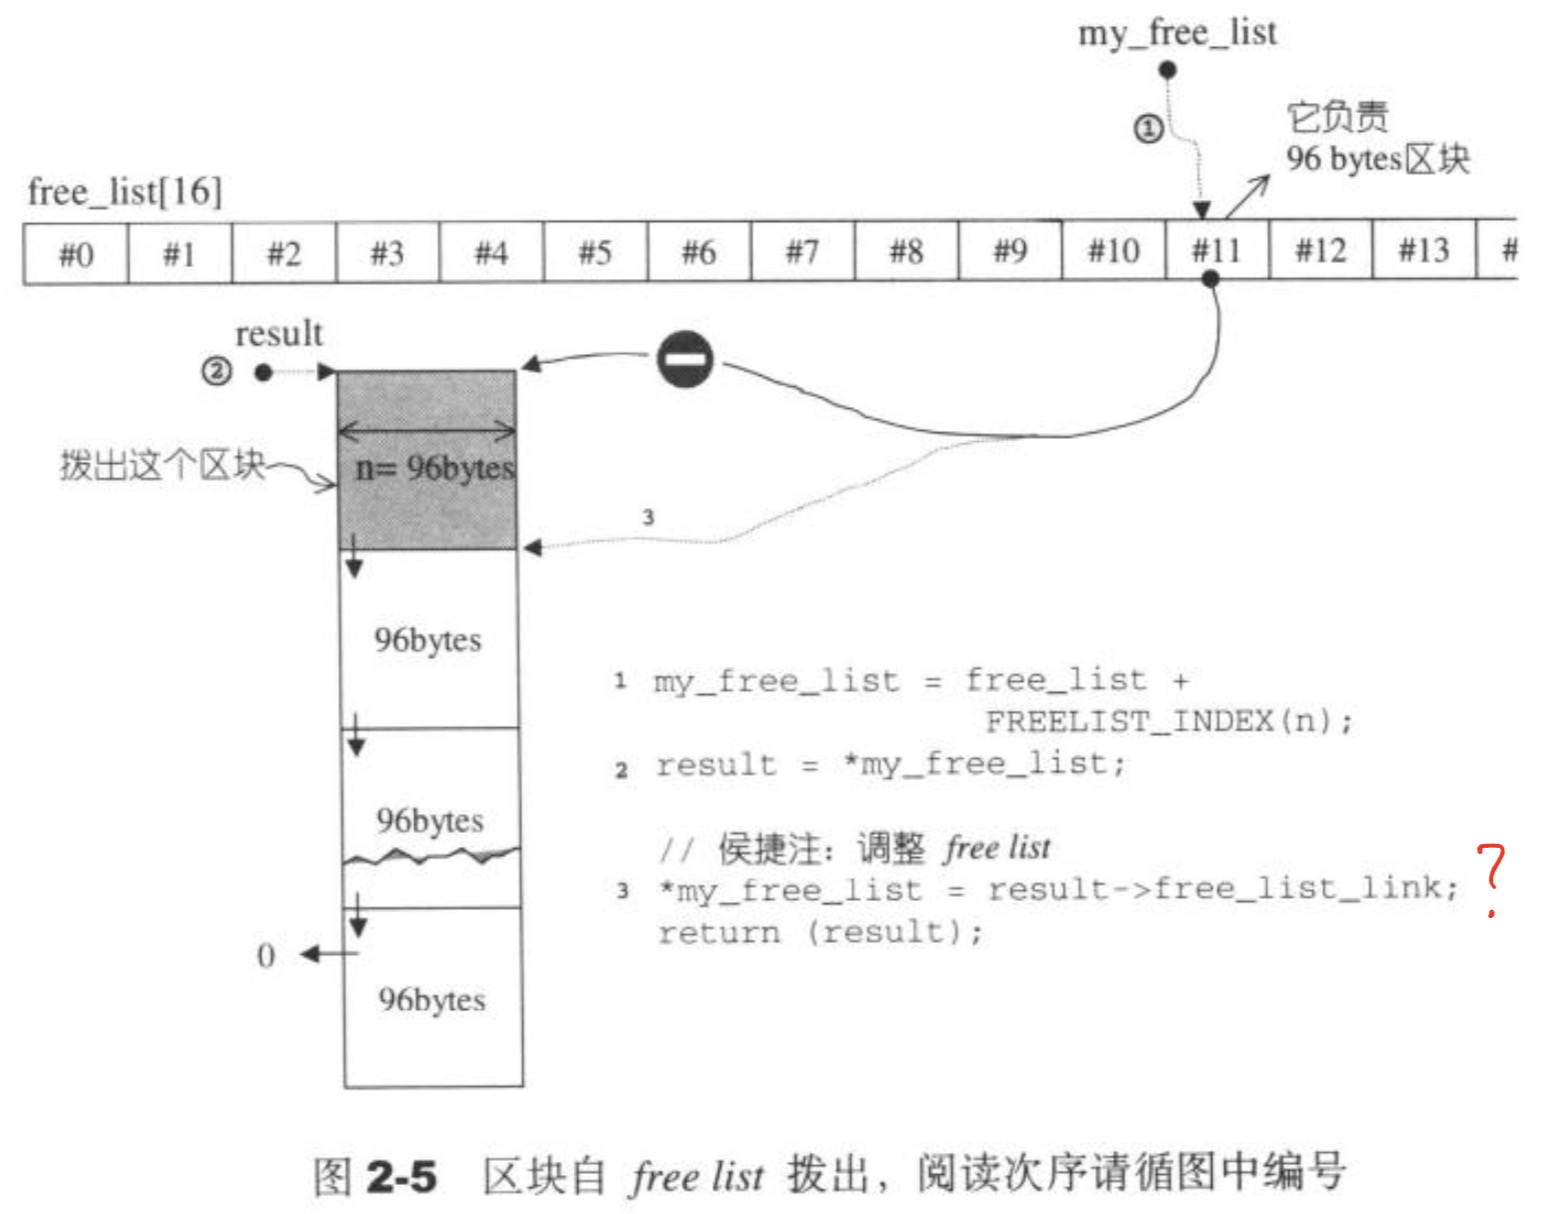 my_free_list
①
它负责
96 bytes区块
free_list[16]
#0 #1 #2 #3 #4 #5 #6 #7 #8 #9 #10 #11 #12 #13 #
result
②
拨出这个区块
n= 96bytes
3
96bytes
96bytes
0
96bytes
1 my_free_list = free_list +
FREELIST_INDEX(n);
2 result = *my_free_list;
// 侯捷注：调整 free list
3 *my_free_list = result->free_list_link;
?
return (result);
图 2-5 区块自 free list 拨出，阅读次序请循图中编号